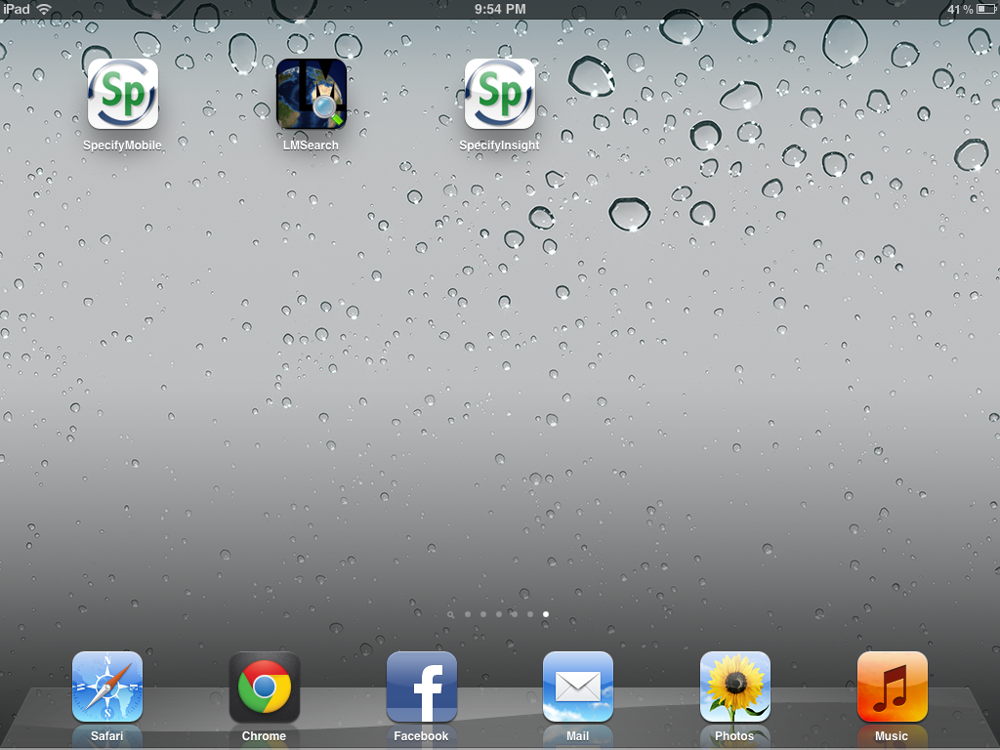 iPad 9:54 PM 41%
Sp Sp
SpecifyMobile LMSearch SpecifyInsight
N
S
Safari Chrome Facebook Mail Photos Music